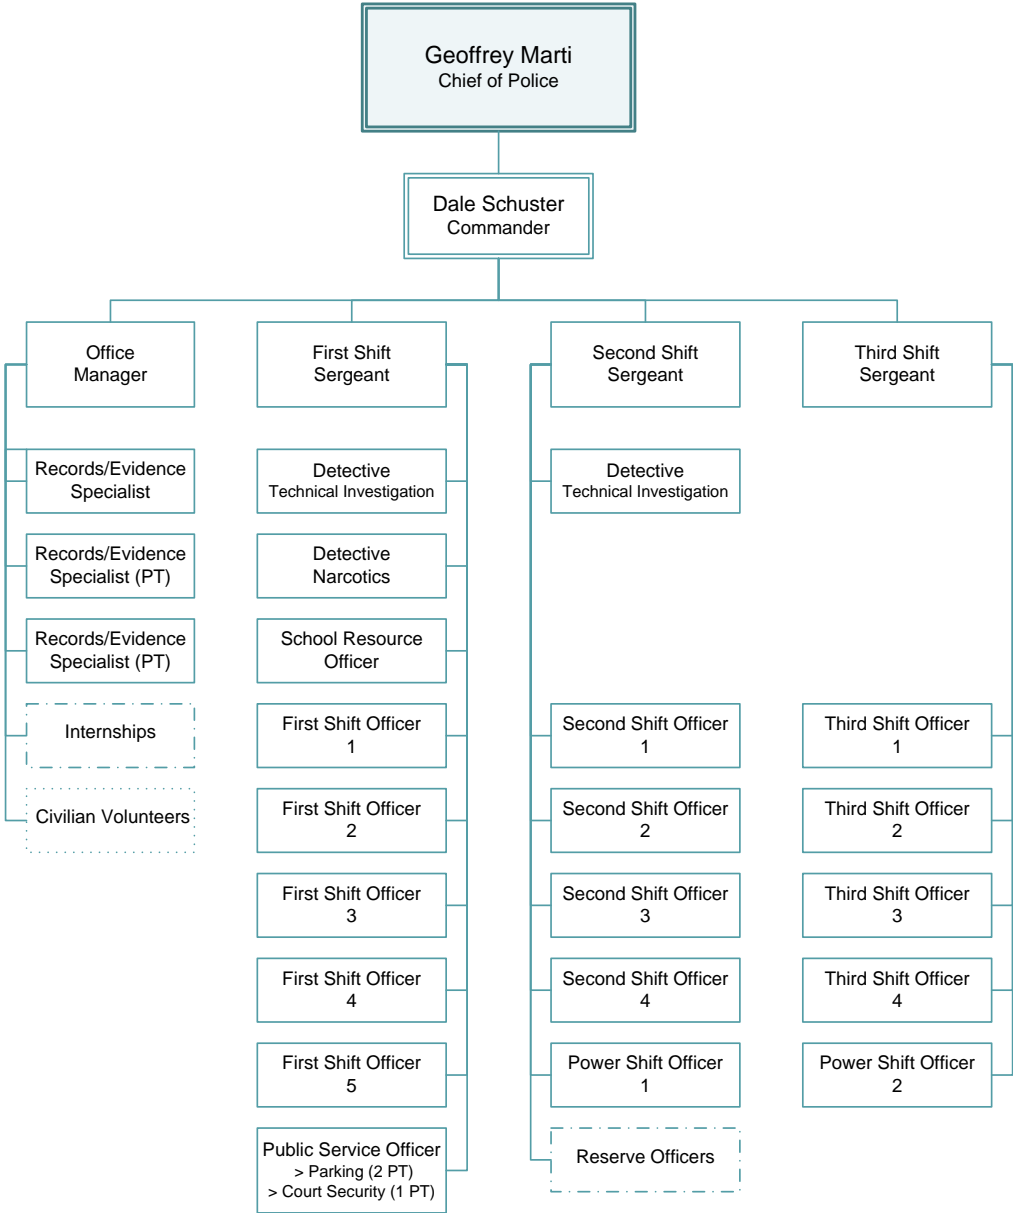 Geoffrey Marti
Chief of Police
Dale Schuster
Commander
Office
Manager
First Shift
Sergeant
Second Shift
Sergeant
Third Shift
Sergeant
Records/Evidence
Specialist
Detective
Technical Investigation
Detective
Technical Investigation
Records/Evidence
Specialist (PT)
Detective
Narcotics
Records/Evidence
Specialist (PT)
School Resource
Officer
Internships
First Shift Officer
1
Second Shift Officer
1
Third Shift Officer
1
Civilian Volunteers
First Shift Officer
2
Second Shift Officer
2
Third Shift Officer
2
First Shift Officer
3
Second Shift Officer
3
Third Shift Officer
3
First Shift Officer
4
Second Shift Officer
4
Third Shift Officer
4
First Shift Officer
5
Power Shift Officer
1
Power Shift Officer
2
Public Service Officer
> Parking (2 PT)
> Court Security (1 PT)
Reserve Officers